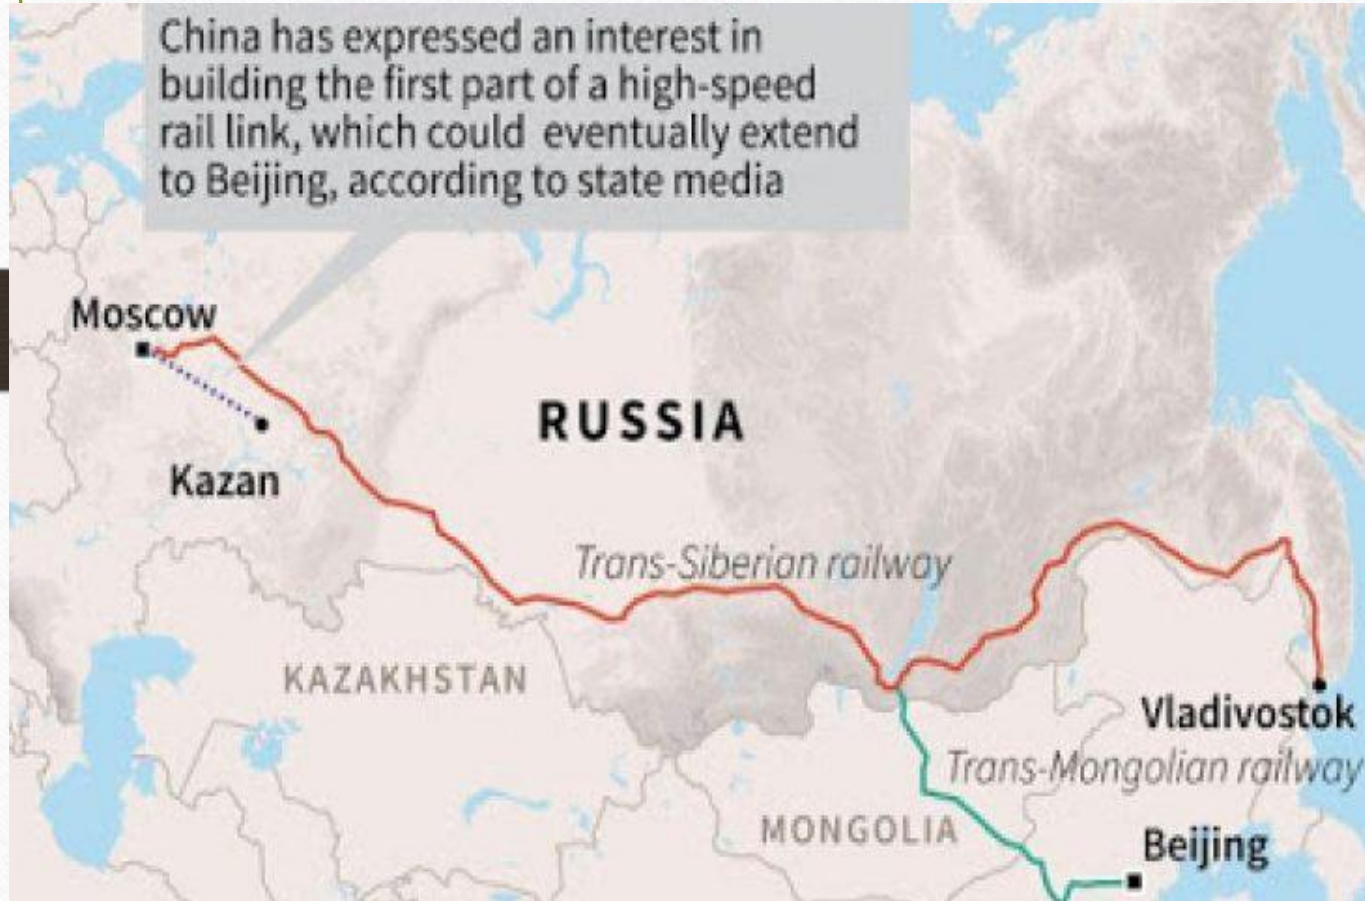 China has expressed an interest in
building the first part of a high-speed
rail link, which could eventually extend
to Beijing, according to state media
Moscow
RUSSIA
Kazan
Trans-Siberian railway
KAZAKHSTAN
Vladivostok
Trans-Mongolian railway
MONGOLIA
Beijing